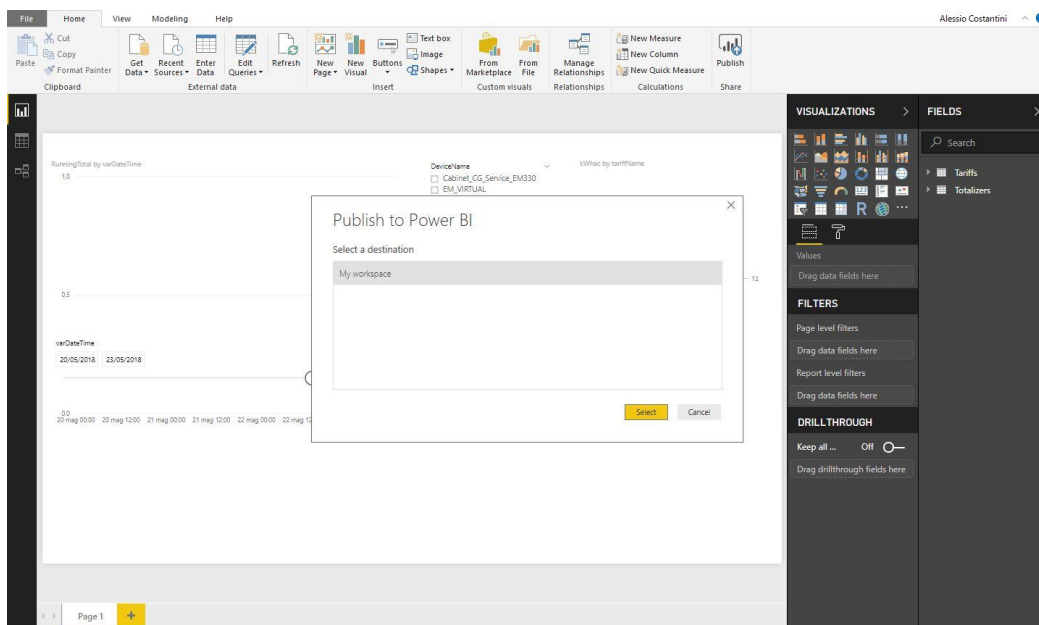 File Home View Modeling Help Alessio Costantini
Paste
Cut
Copy
Format Painter
Clipboard
Get Data
Recent Sources
Enter Data
Edit Queries
Refresh
External data
New Page
New Visual
Buttons
Text box
Image
Shapes
Insert
From Marketplace
From File
Custom visuals
Manage Relationships
Relationships
New Measure
New Column
New Quick Measure
Calculations
Publish
Share
RunningTotal by varDateTime
1.0
0.5
0.0
varDateTime
20/05/2018 23/05/2018
20 mag 00:00 20 mag 12:00 21 mag 00:00 21 mag 12:00 22 mag 00:00 22 mag 12
DeviceName
Cabinet_CG_Service_EM330
EM_VIRTUAL
kWhac by tariffName
T2
Publish to Power BI
Select a destination
My workspace
Select Cancel
VISUALIZATIONS
R
Values
Drag data fields here
FILTERS
Page level filters
Drag data fields here
Report level filters
Drag data fields here
DRILLTHROUGH
Keep all ... Off
Drag drillthrough fields here
FIELDS
Search
Tariffs
Totalizers
Page 1 +